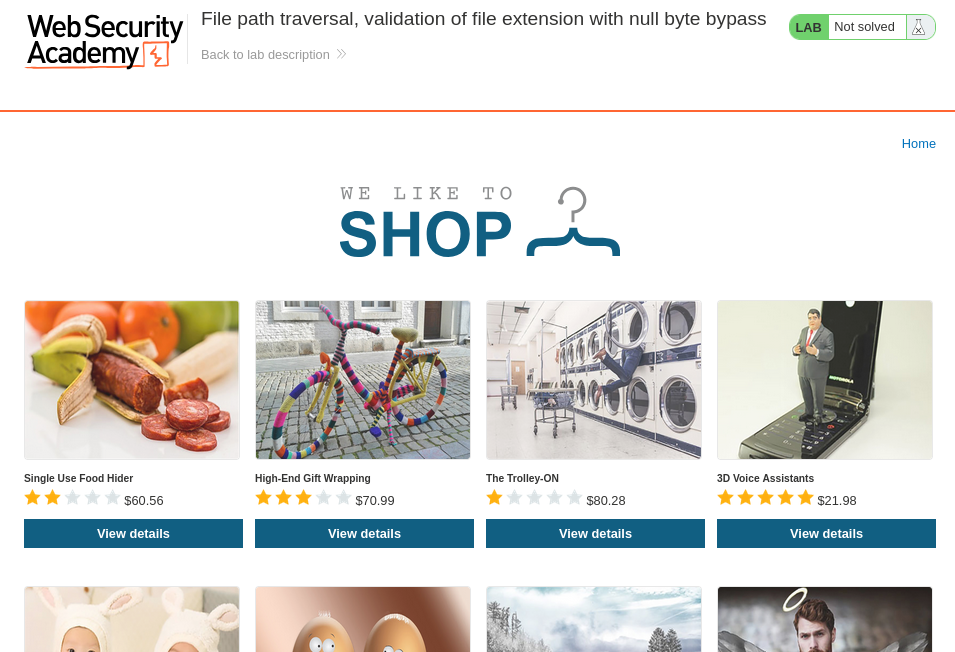 Web Security
Academy
File path traversal, validation of file extension with null byte bypass
Back to lab description
LAB
Not solved
Home
WE LIKE TO
SHOP
MOTOROLA
Single Use Food Hider
$60.56
View details
High-End Gift Wrapping
$70.99
View details
The Trolley-ON
$80.28
View details
3D Voice Assistants
$21.98
View details